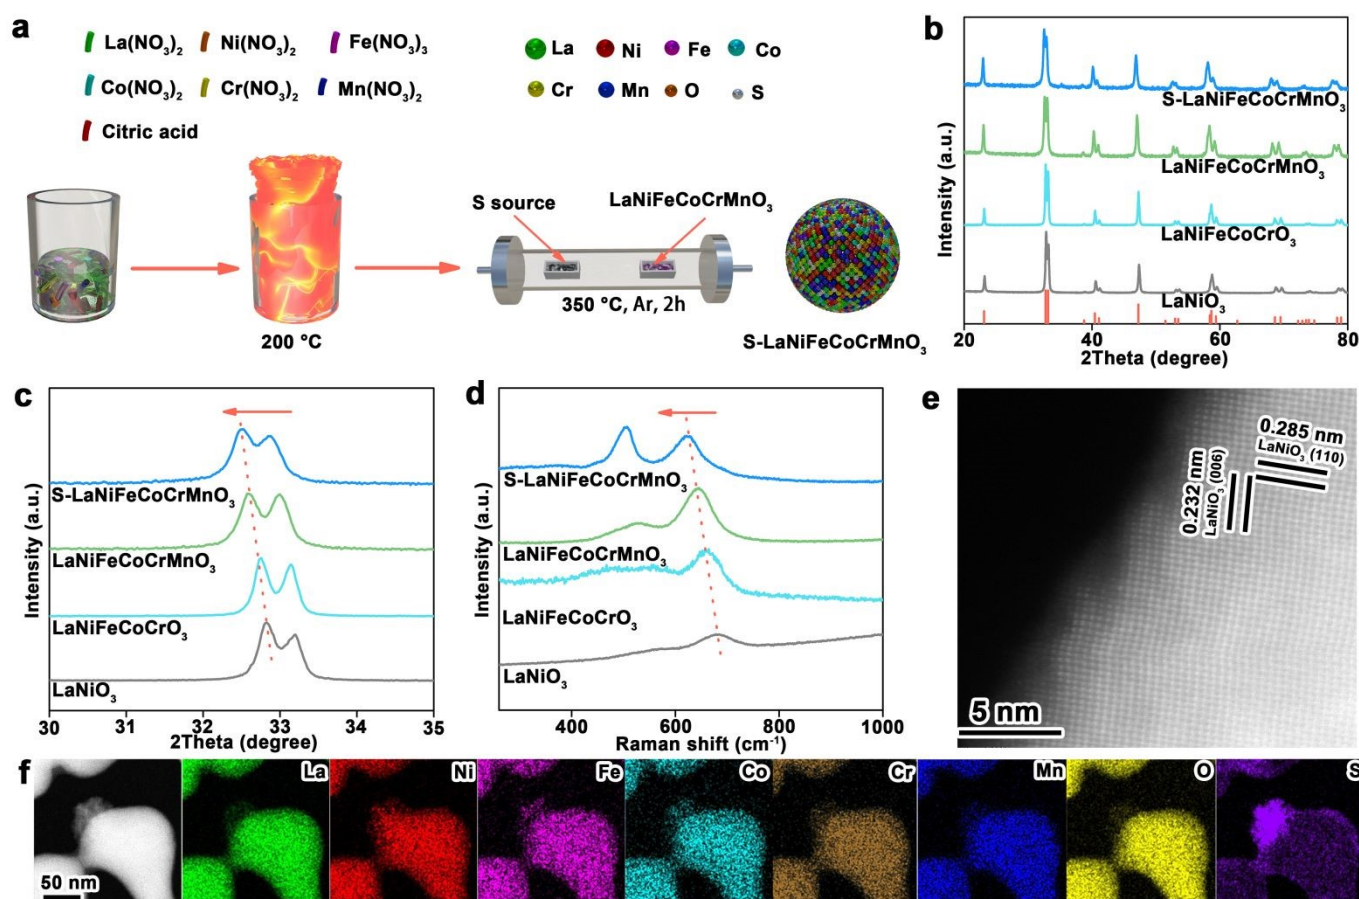 a
La(NO₃)₂ Ni(NO₃)₂ Fe(NO₃)₃
Co(NO₃)₂ Cr(NO₃)₂ Mn(NO₃)₂
Citric acid
La Ni Fe Co
Cr Mn O S
S source
LaNiFeCoCrMnO₃
200 °C
350 °C, Ar, 2h
S-LaNiFeCoCrMnO₃
b
Intensity (a.u.)
S-LaNiFeCoCrMnO₃
LaNiFeCoCrMnO₃
LaNiFeCoCrO₃
LaNiO₃
20 40 60 80
2Theta (degree)
c
Intensity (a.u.)
S-LaNiFeCoCrMnO₃
LaNiFeCoCrMnO₃
LaNiFeCoCrO₃
LaNiO₃
30 31 32 33 34 35
2Theta (degree)
d
Intensity (a.u.)
S-LaNiFeCoCrMnO₃
LaNiFeCoCrMnO₃
LaNiFeCoCrO₃
LaNiO₃
400 600 800 1000
Raman shift (cm⁻¹)
e
0.285 nm
LaNiO₃ (110)
0.232 nm
LaNiO₃ (006)
5 nm
f
50 nm
La
Ni
Fe
Co
Cr
Mn
O
S